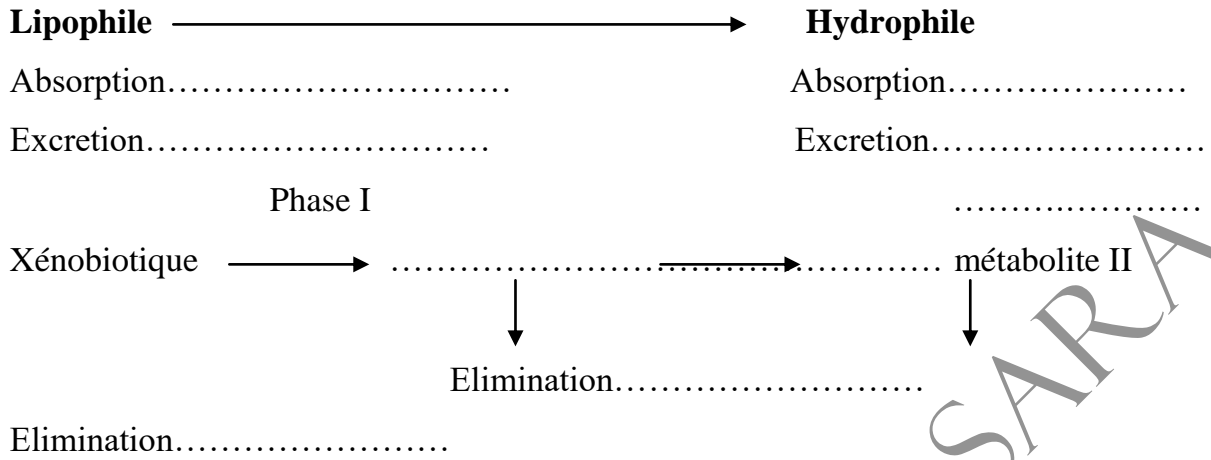 Lipophile Hydrophile
Absorption………………………… Absorption…………………
Excretion………………………… Excretion……………………
Phase I ……………………
Xénobiotique ………………………………………… métabolite II
Elimination………………………
Elimination……………………
SARA